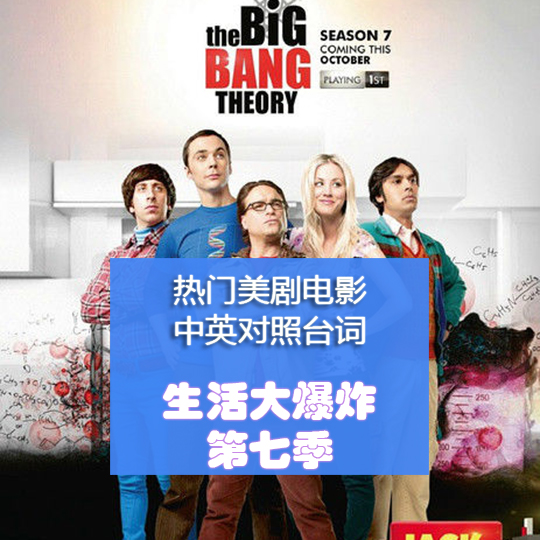 the BIG
BANG
THEORY
SEASON 7
COMING THIS
OCTOBER
PLAYING 1ST
热门美剧电影
中英对照台词
生活大爆炸
第七季
JACK